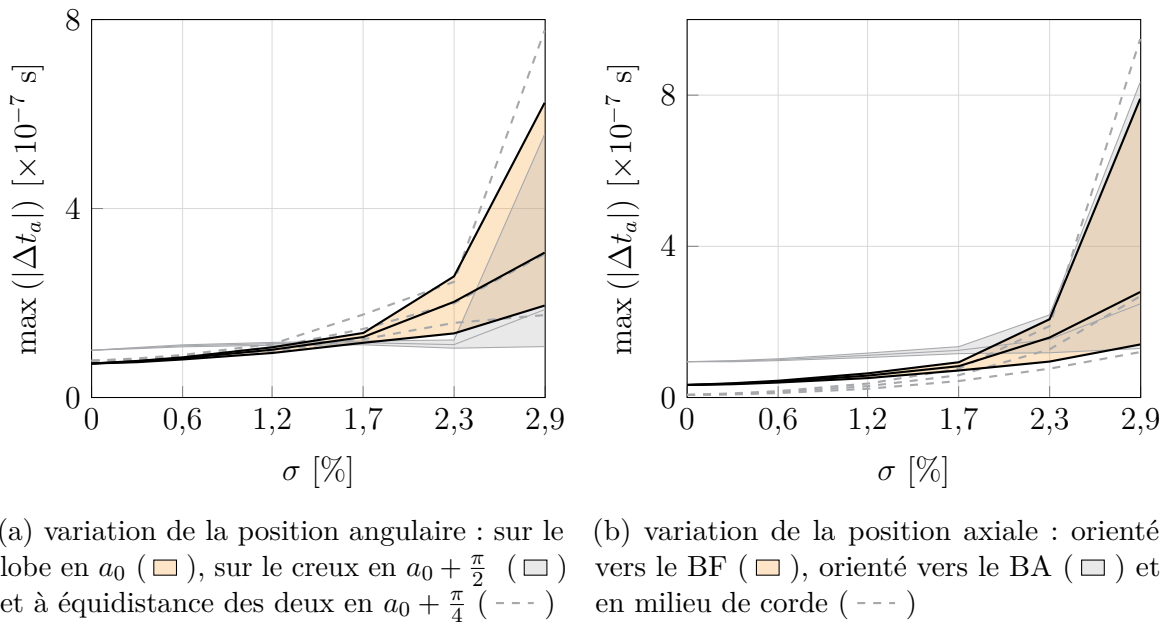 8
4
0
0 0,6 1,2 1,7 2,3 2,9
σ [%]
max (|Δtₐ|) [×10⁻⁷ s]
8
4
0
0 0,6 1,2 1,7 2,3 2,9
σ [%]
max (|Δtₐ|) [×10⁻⁷ s]
(a) variation de la position angulaire : sur le
lobe en a₀ ( ), sur le creux en a₀ + π/2 ( )
et à équidistance des deux en a₀ + π/4 ( ---- )
(b) variation de la position axiale : orienté
vers le BF ( ), orienté vers le BA ( ) et
en milieu de corde ( ---- )